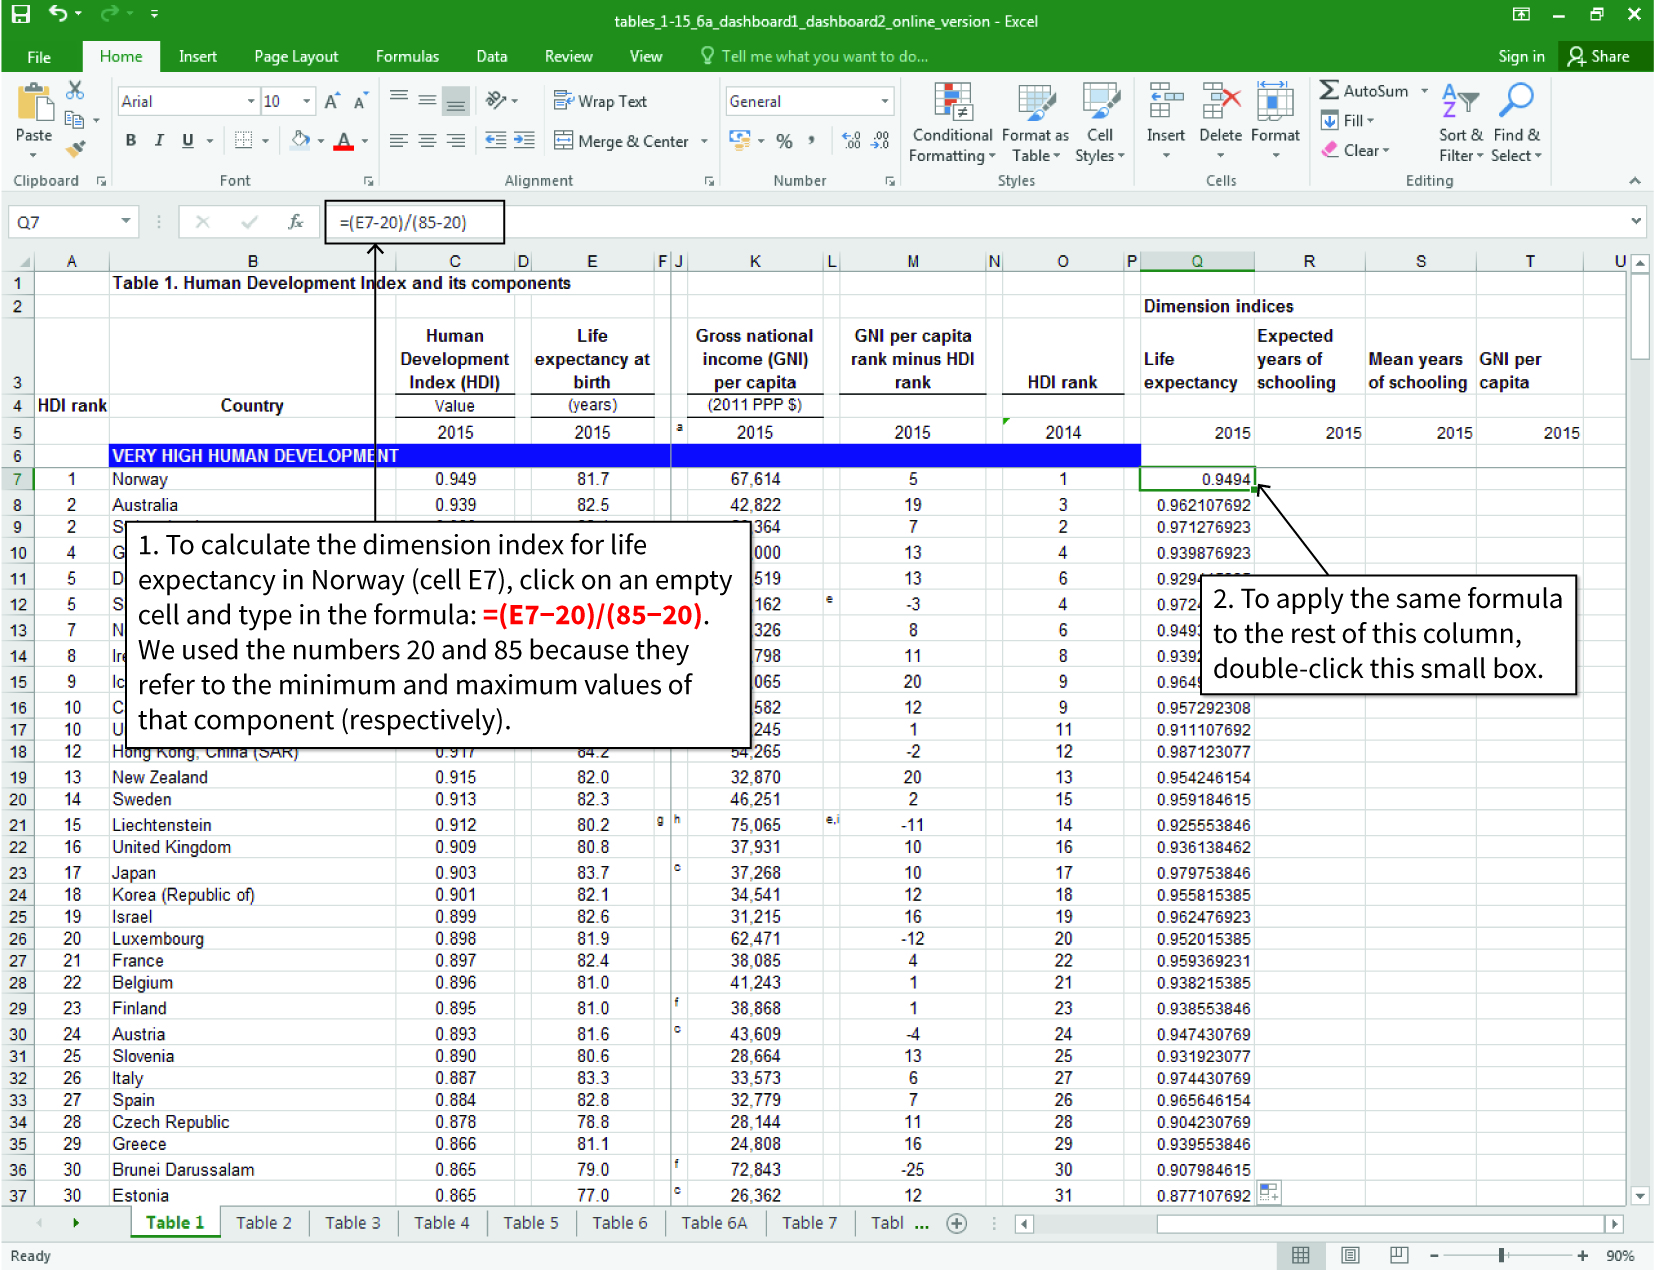 tables_1-15_6a_dashboard1_dashboard2_online_version - Excel
File Home Insert Page Layout Formulas Data Review View Tell me what you want to do... Sign in Share
Paste
Clipboard
Arial 10
B I U
Font
Wrap Text
Merge & Center
Alignment
General
%
Number
Conditional Formatting
Format as Table
Cell Styles
Styles
Insert Delete Format
Cells
AutoSum
Fill
Clear
Sort & Filter
Find & Select
Editing
Q7 fx =(E7-20)/(85-20)
A B C D E F J K L M N O P Q R S T U
1 Table 1. Human Development Index and its components
2 Dimension indices
3 Human Development Index (HDI) Life expectancy at birth Gross national income (GNI) per capita GNI per capita rank minus HDI rank HDI rank Life expectancy Expected years of schooling Mean years of schooling GNI per capita
4 HDI rank Country Value (years) (2011 PPP $)
5 2015 2015 a 2015 2015 2014 2015 2015 2015 2015
6 VERY HIGH HUMAN DEVELOPMENT
7 1 Norway 0.949 81.7 67,614 5 1 0.9494
8 2 Australia 0.939 82.5 42,822 19 3 0.962107692
9 2 S 364 7 2 0.971276923
10 4 G 000 13 4 0.939876923
11 5 D 519 13 6 0.929
12 5 S 162 e -3 4 0.972
13 7 N 326 8 6 0.949
14 8 Ire 798 11 8 0.939
15 9 Ic 065 20 9 0.964
16 10 C 582 12 9 0.957292308
17 10 U 245 1 11 0.911107692
18 12 Hong Kong, China (SAR) 0.917 84.2 54,265 -2 12 0.987123077
19 13 New Zealand 0.915 82.0 32,870 20 13 0.954246154
20 14 Sweden 0.913 82.3 46,251 2 15 0.959184615
21 15 Liechtenstein 0.912 80.2 g h 75,065 e,i -11 14 0.925553846
22 16 United Kingdom 0.909 80.8 37,931 10 16 0.936138462
23 17 Japan 0.903 83.7 c 37,268 10 17 0.979753846
24 18 Korea (Republic of) 0.901 82.1 34,541 12 18 0.955815385
25 19 Israel 0.899 82.6 31,215 16 19 0.962476923
26 20 Luxembourg 0.898 81.9 62,471 -12 20 0.952015385
27 21 France 0.897 82.4 38,085 4 22 0.959369231
28 22 Belgium 0.896 81.0 41,243 1 21 0.938215385
29 23 Finland 0.895 81.0 f 38,868 1 23 0.938553846
30 24 Austria 0.893 81.6 c 43,609 -4 24 0.947430769
31 25 Slovenia 0.890 80.6 28,664 13 25 0.931923077
32 26 Italy 0.887 83.3 33,573 6 27 0.974430769
33 27 Spain 0.884 82.8 32,779 7 26 0.965646154
34 28 Czech Republic 0.878 78.8 28,144 11 28 0.904230769
35 29 Greece 0.866 81.1 24,808 16 29 0.939553846
36 30 Brunei Darussalam 0.865 79.0 f 72,843 -25 30 0.907984615
37 30 Estonia 0.865 77.0 c 26,362 12 31 0.877107692
1. To calculate the dimension index for life
expectancy in Norway (cell E7), click on an empty
cell and type in the formula: =(E7−20)/(85−20).
We used the numbers 20 and 85 because they
refer to the minimum and maximum values of
that component (respectively).
2. To apply the same formula
to the rest of this column,
double-click this small box.
Table 1 Table 2 Table 3 Table 4 Table 5 Table 6 Table 6A Table 7 Tabl ...
Ready 90%